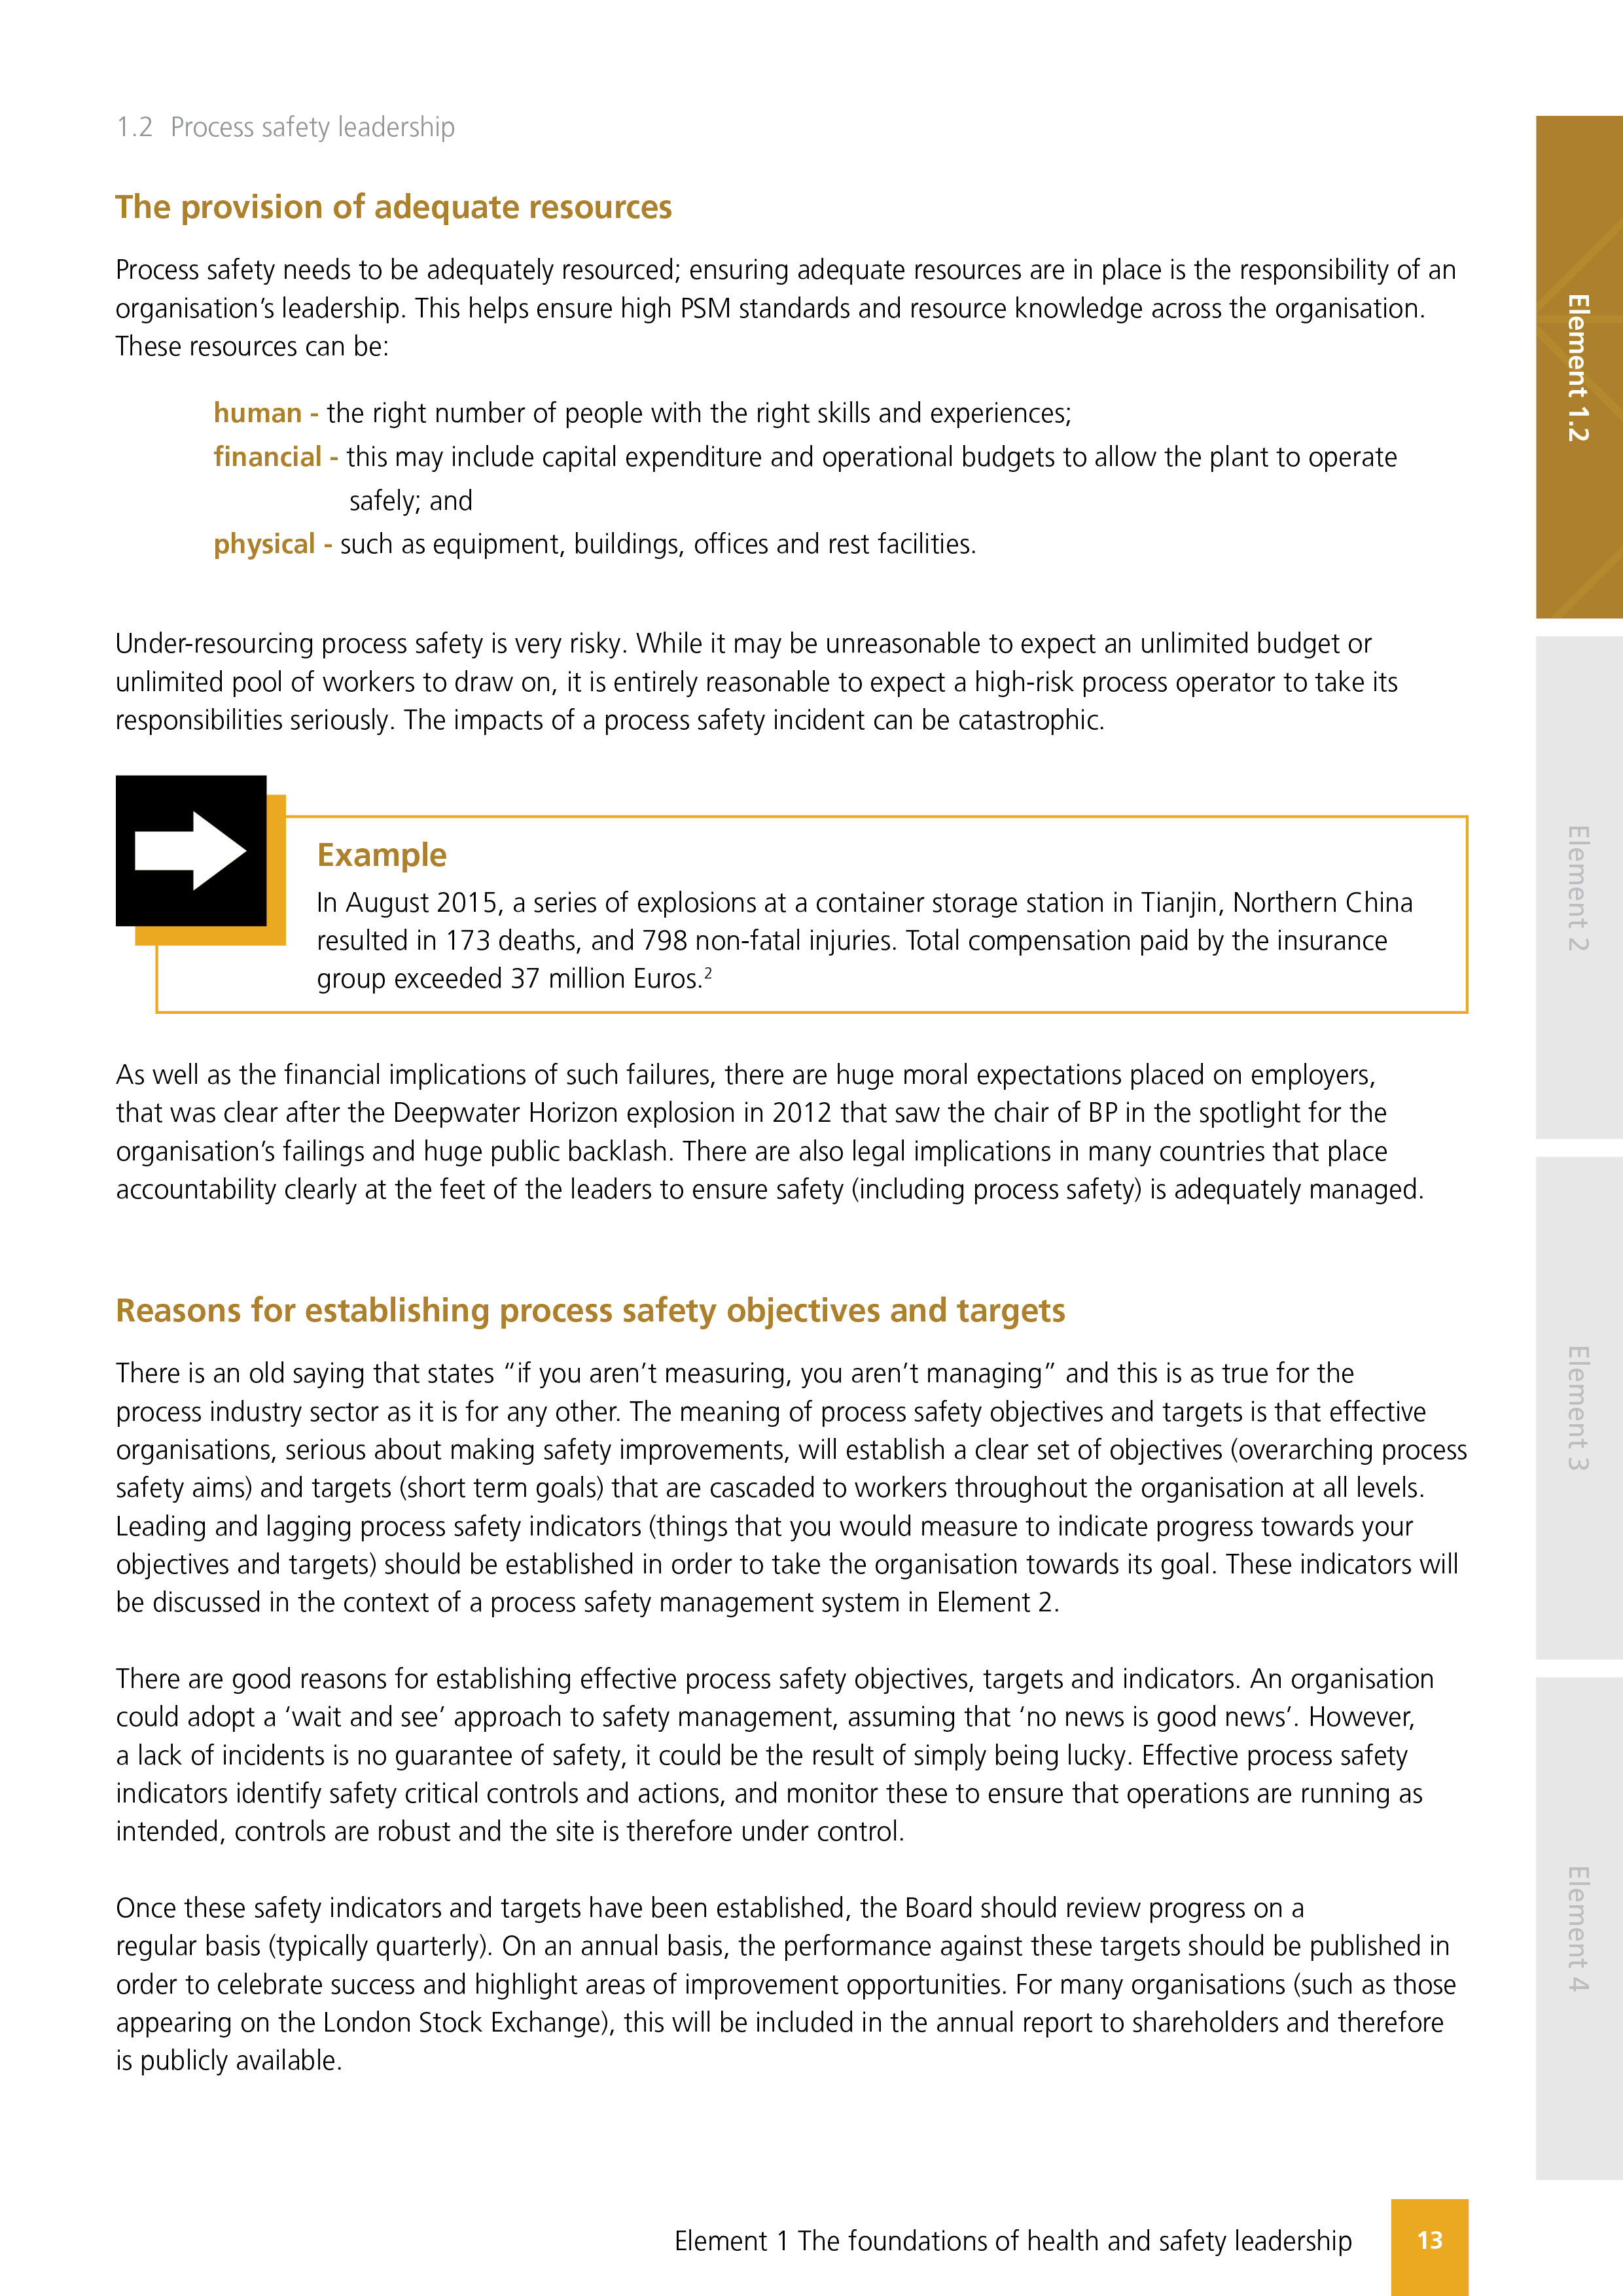 1.2 Process safety leadership
The provision of adequate resources
Process safety needs to be adequately resourced; ensuring adequate resources are in place is the responsibility of an
organisation’s leadership. This helps ensure high PSM standards and resource knowledge across the organisation.
These resources can be:
human - the right number of people with the right skills and experiences;
financial - this may include capital expenditure and operational budgets to allow the plant to operate
safely; and
physical - such as equipment, buildings, offices and rest facilities.
Under-resourcing process safety is very risky. While it may be unreasonable to expect an unlimited budget or
unlimited pool of workers to draw on, it is entirely reasonable to expect a high-risk process operator to take its
responsibilities seriously. The impacts of a process safety incident can be catastrophic.
Example
In August 2015, a series of explosions at a container storage station in Tianjin, Northern China
resulted in 173 deaths, and 798 non-fatal injuries. Total compensation paid by the insurance
group exceeded 37 million Euros.2
As well as the financial implications of such failures, there are huge moral expectations placed on employers,
that was clear after the Deepwater Horizon explosion in 2012 that saw the chair of BP in the spotlight for the
organisation’s failings and huge public backlash. There are also legal implications in many countries that place
accountability clearly at the feet of the leaders to ensure safety (including process safety) is adequately managed.
Reasons for establishing process safety objectives and targets
There is an old saying that states “if you aren’t measuring, you aren’t managing” and this is as true for the
process industry sector as it is for any other. The meaning of process safety objectives and targets is that effective
organisations, serious about making safety improvements, will establish a clear set of objectives (overarching process
safety aims) and targets (short term goals) that are cascaded to workers throughout the organisation at all levels.
Leading and lagging process safety indicators (things that you would measure to indicate progress towards your
objectives and targets) should be established in order to take the organisation towards its goal. These indicators will
be discussed in the context of a process safety management system in Element 2.
There are good reasons for establishing effective process safety objectives, targets and indicators. An organisation
could adopt a ‘wait and see’ approach to safety management, assuming that ‘no news is good news’. However,
a lack of incidents is no guarantee of safety, it could be the result of simply being lucky. Effective process safety
indicators identify safety critical controls and actions, and monitor these to ensure that operations are running as
intended, controls are robust and the site is therefore under control.
Once these safety indicators and targets have been established, the Board should review progress on a
regular basis (typically quarterly). On an annual basis, the performance against these targets should be published in
order to celebrate success and highlight areas of improvement opportunities. For many organisations (such as those
appearing on the London Stock Exchange), this will be included in the annual report to shareholders and therefore
is publicly available.
Element 1 The foundations of health and safety leadership
13
Element 1.2
Element 2
Element 3
Element 4